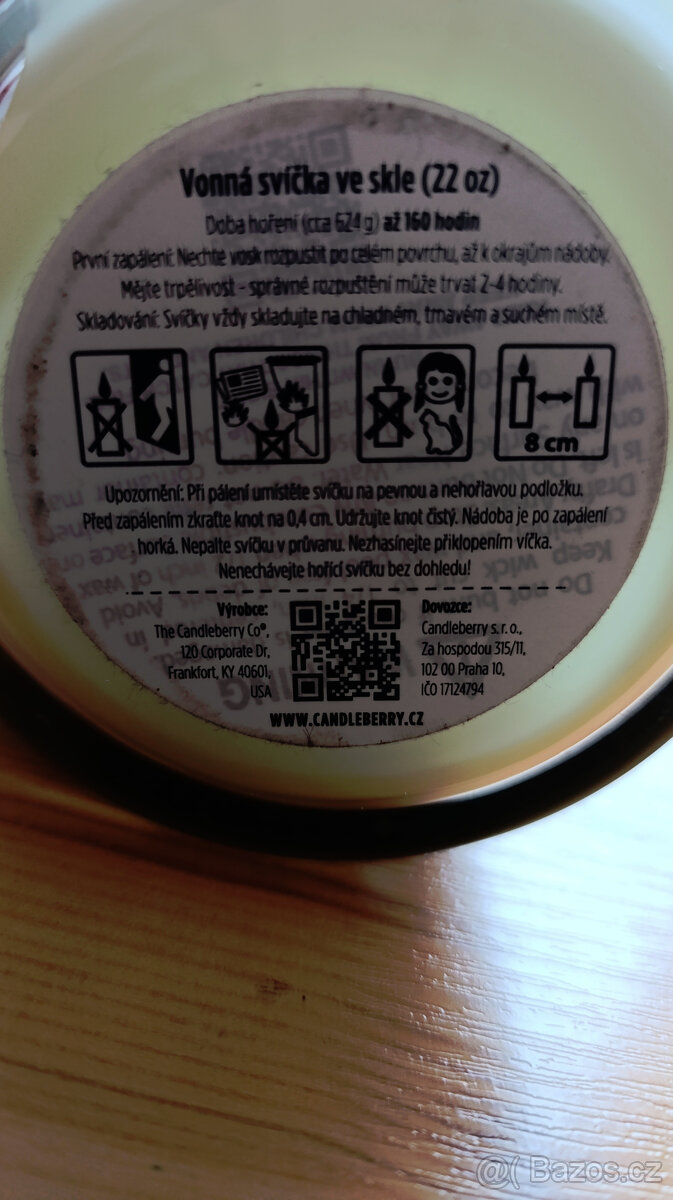 Vonná svíčka ve skle (22 oz)
Doba hoření (cca 624 g) až 160 hodin
První zapálení: Nechte vosk rozpustit po celém povrchu, až k okrajům nádoby.
Mějte trpělivost - správné rozpuštění může trvat 2-4 hodiny.
Skladování: Svíčky vždy skladujte na chladném, tmavém a suchém místě.
8 cm
Upozornění: Při pálení umístěte svíčku na pevnou a nehořlavou podložku.
Před zapálením zkraťte knot na 0,4 cm. Udržujte knot čistý. Nádoba je po zapálení
horká. Nepalte svíčku v průvanu. Nezhasínejte přiklopením víčka.
Nenechávejte hořící svíčku bez dohledu!
Výrobce:
The Candleberry Co®,
120 Corporate Dr,
Frankfort, KY 40601,
USA
Dovozce:
Candleberry s.r.o.,
Za hospodou 315/11,
102 00 Praha 10,
IČO 17124794
WWW.CANDLEBERRY.CZ
@( Bazos.cz